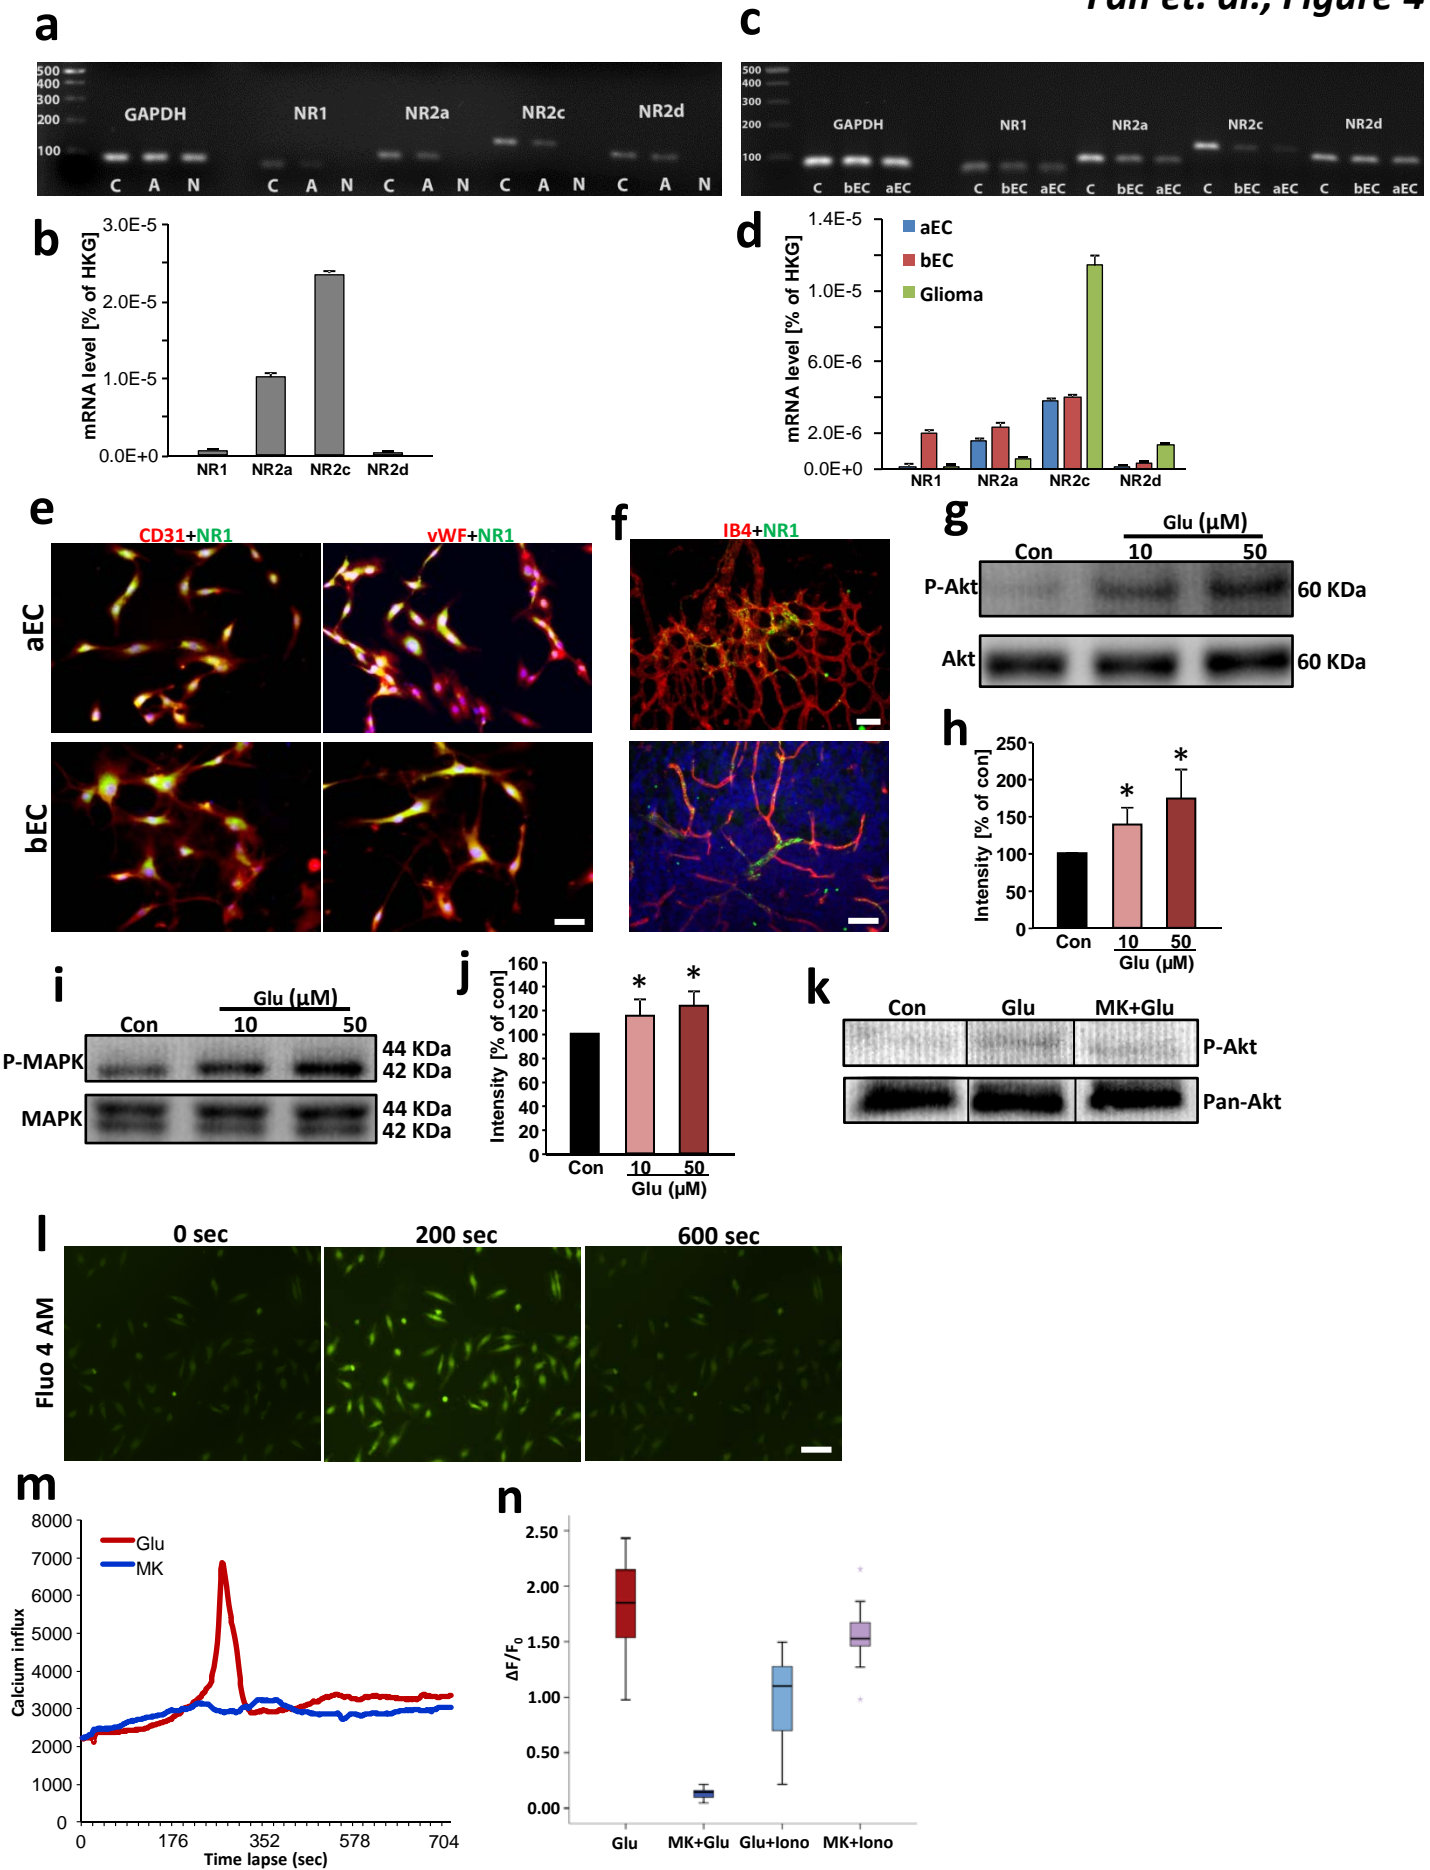 Figure 4
a
500
400
300
200
100
GAPDH NR1 NR2a NR2c NR2d
C A N C A N C A N C A N C A N
c
500
400
300
200
100
GAPDH NR1 NR2a NR2c NR2d
C bEC aEC C bEC aEC C bEC aEC C bEC aEC C bEC aEC
b
mRNA level [% of HKG]
3.0E-5
2.0E-5
1.0E-5
0.0E+0
NR1 NR2a NR2c NR2d
d
mRNA level [% of HKG]
1.4E-5
1.0E-5
6.0E-6
2.0E-6
0.0E+0
aEC
bEC
Glioma
NR1 NR2a NR2c NR2d
e
CD31+NR1 vWF+NR1
aEC
bEC
f
IB4+NR1
g
Glu (µM)
Con 10 50
P-Akt 60 KDa
Akt 60 KDa
h
Intensity [% of con]
250
200
150
100
50
0
* *
Con 10 50
Glu (µM)
i
Glu (µM)
Con 10 50
P-MAPK 44 KDa
42 KDa
MAPK 44 KDa
42 KDa
j
Intensity [% of con]
160
140
120
100
80
60
40
20
0
* *
Con 10 50
Glu (µM)
k
Con Glu MK+Glu
P-Akt
Pan-Akt
l
0 sec 200 sec 600 sec
Fluo 4 AM
m
Calcium influx
8000
7000
6000
5000
4000
3000
2000
1000
0
Glu
MK
0 176 352 578 704
Time lapse (sec)
n
ΔF/F0
2.50
2.00
1.50
1.00
0.50
0.00
Glu MK+Glu Glu+Iono MK+Iono